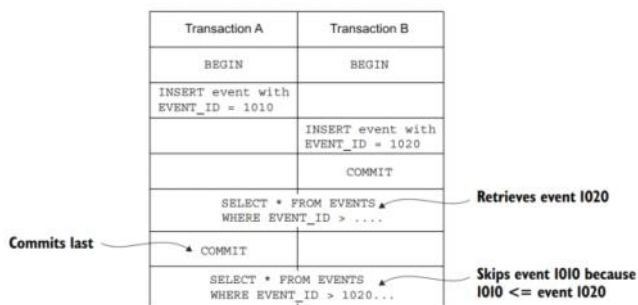 Transaction A Transaction B
BEGIN BEGIN
INSERT event with
EVENT_ID = 1010
INSERT event with
EVENT_ID = 1020
COMMIT
SELECT * FROM EVENTS
WHERE EVENT_ID > ....
Retrieves event 1020
Commits last
COMMIT
SELECT * FROM EVENTS
WHERE EVENT_ID > 1020...
Skips event 1010 because
1010 <= event 1020